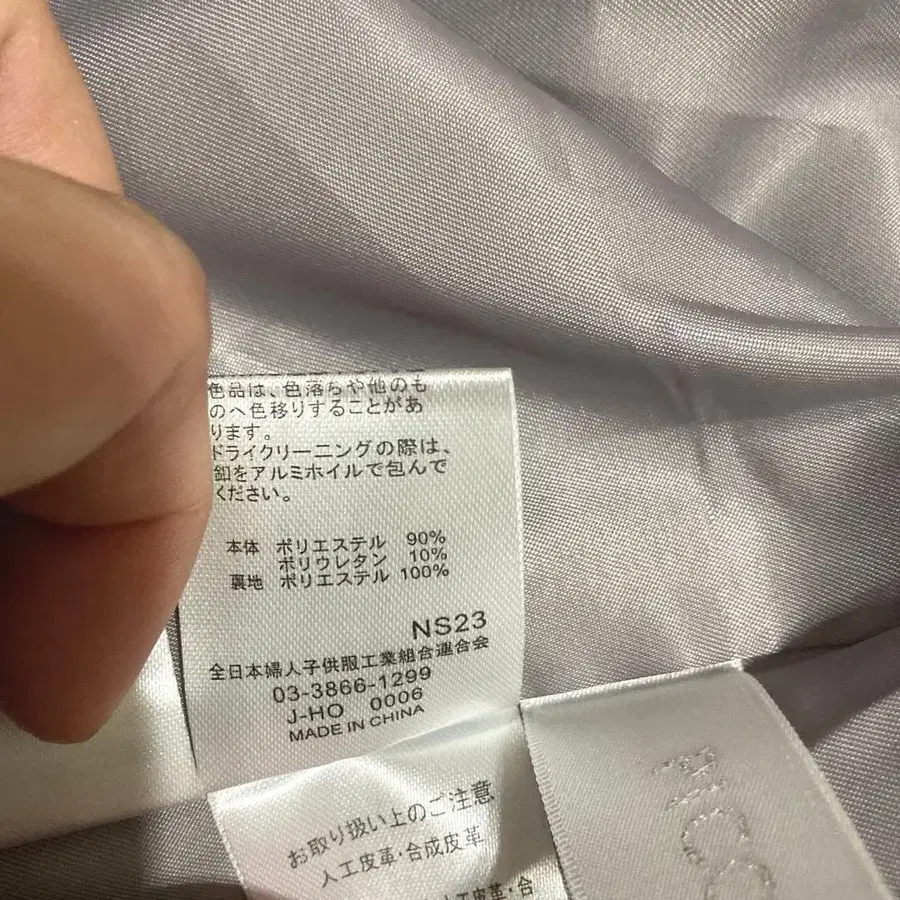 色品は、色落ちや他のも
のへ色移りすることがあ
ります。
ドライクリーニングの際は、
釦をアルミホイルで包んで
ください。
本体 ポリエステル 90%
ポリウレタン 10%
裏地 ポリエステル 100%
NS23
全日本婦人子供服工業組合連合会
03-3866-1299
J-HO 0006
MADE IN CHINA
お取り扱い上のご注意
人工皮革・合成皮革
人工皮革・合